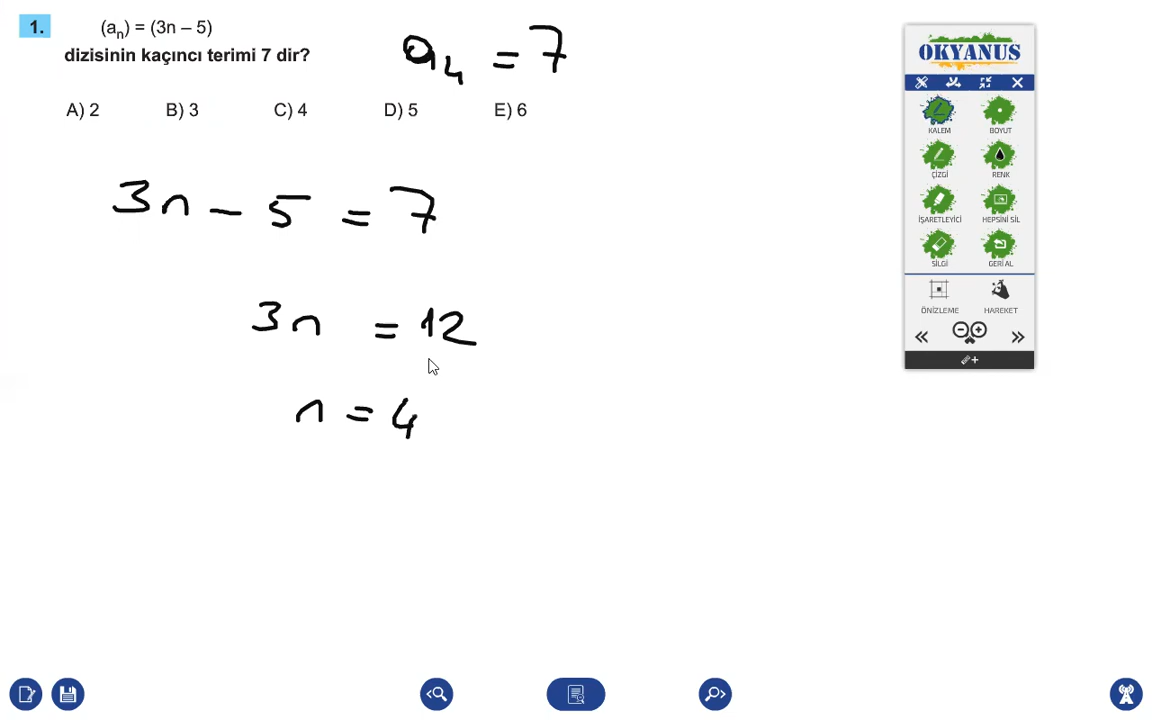 1. (aₙ) = (3n – 5)
dizisinin kaçıncı terimi 7 dir?
a₄ = 7
A) 2 B) 3 C) 4 D) 5 E) 6
3n - 5 = 7
3n = 12
n = 4
OKYANUS
KALEM BOYUT
ÇİZGİ RENK
İŞARETLEYİCİ HEPSİNİ SİL
SİLGİ GERİ AL
ÖNİZLEME HAREKET